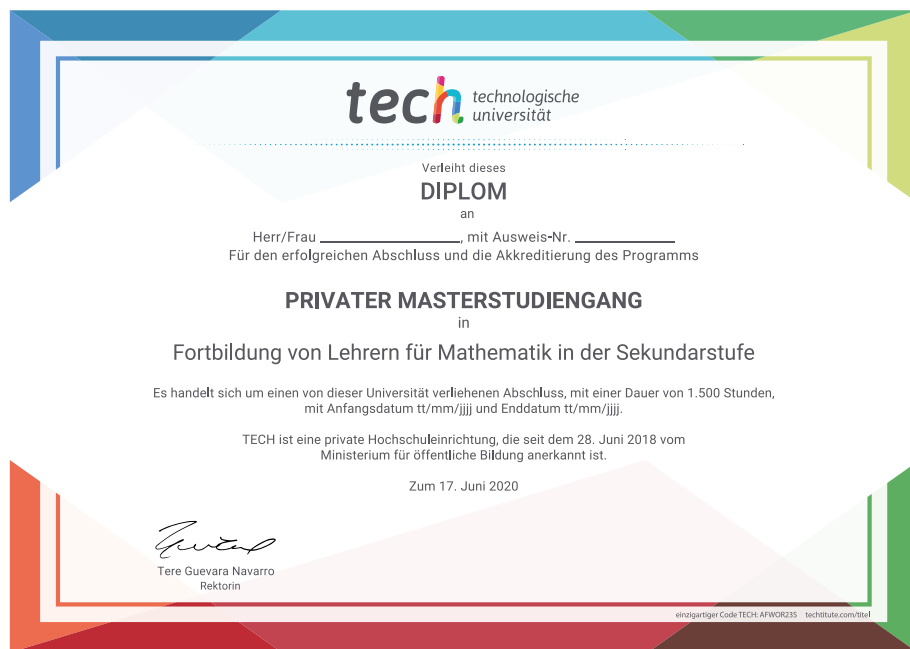 tech technologische
universität
Verleiht dieses
DIPLOM
an
Herr/Frau ____________________, mit Ausweis-Nr. ______________
Für den erfolgreichen Abschluss und die Akkreditierung des Programms
PRIVATER MASTERSTUDIENGANG
in
Fortbildung von Lehrern für Mathematik in der Sekundarstufe
Es handelt sich um einen von dieser Universität verliehenen Abschluss, mit einer Dauer von 1.500 Stunden,
mit Anfangsdatum tt/mm/jjjj und Enddatum tt/mm/jjjj.
TECH ist eine private Hochschuleinrichtung, die seit dem 28. Juni 2018 vom
Ministerium für öffentliche Bildung anerkannt ist.
Zum 17. Juni 2020
Tere Guevara Navarro
Rektorin
einzigartiger Code TECH: AFWOR23S techtitute.com/titel